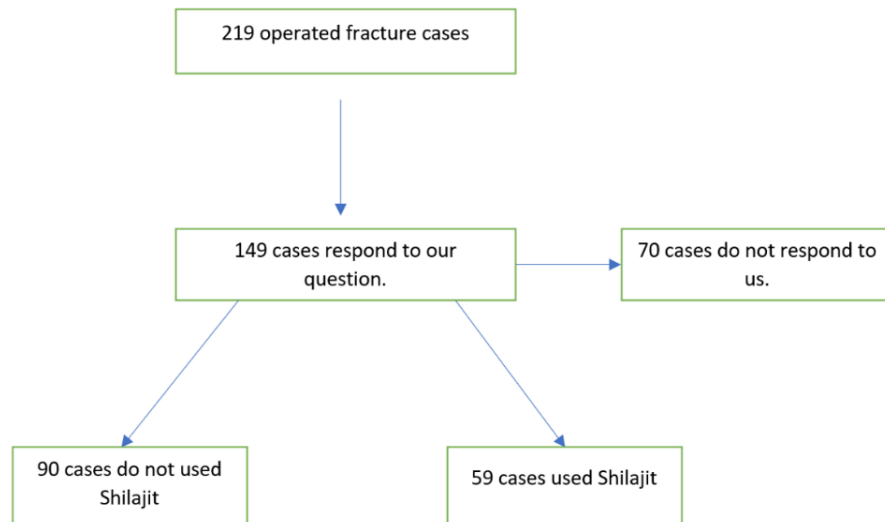 219 operated fracture cases
149 cases respond to our
question.
70 cases do not respond to
us.
90 cases do not used
Shilajit
59 cases used Shilajit